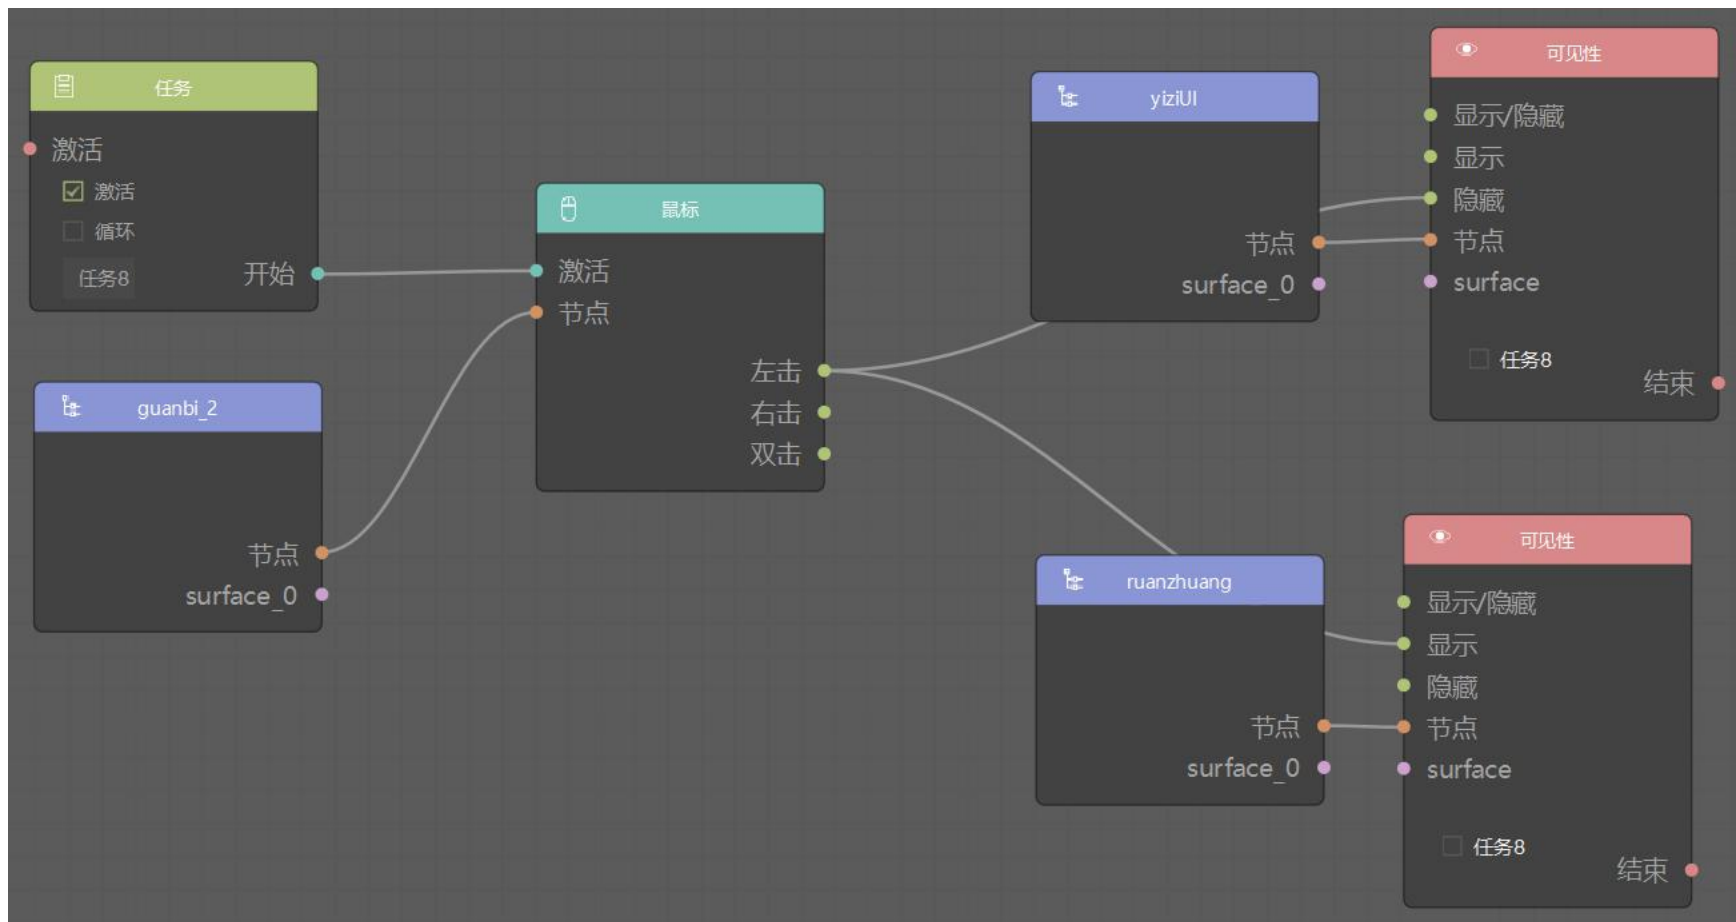 任务
激活
激活
循环
任务8
开始
guanbi_2
节点
surface_0
鼠标
激活
节点
左击
右击
双击
yiziUI
节点
surface_0
可见性
显示/隐藏
显示
隐藏
节点
surface
任务8
结束
ruanzhuang
节点
surface_0
可见性
显示/隐藏
显示
隐藏
节点
surface
任务8
结束